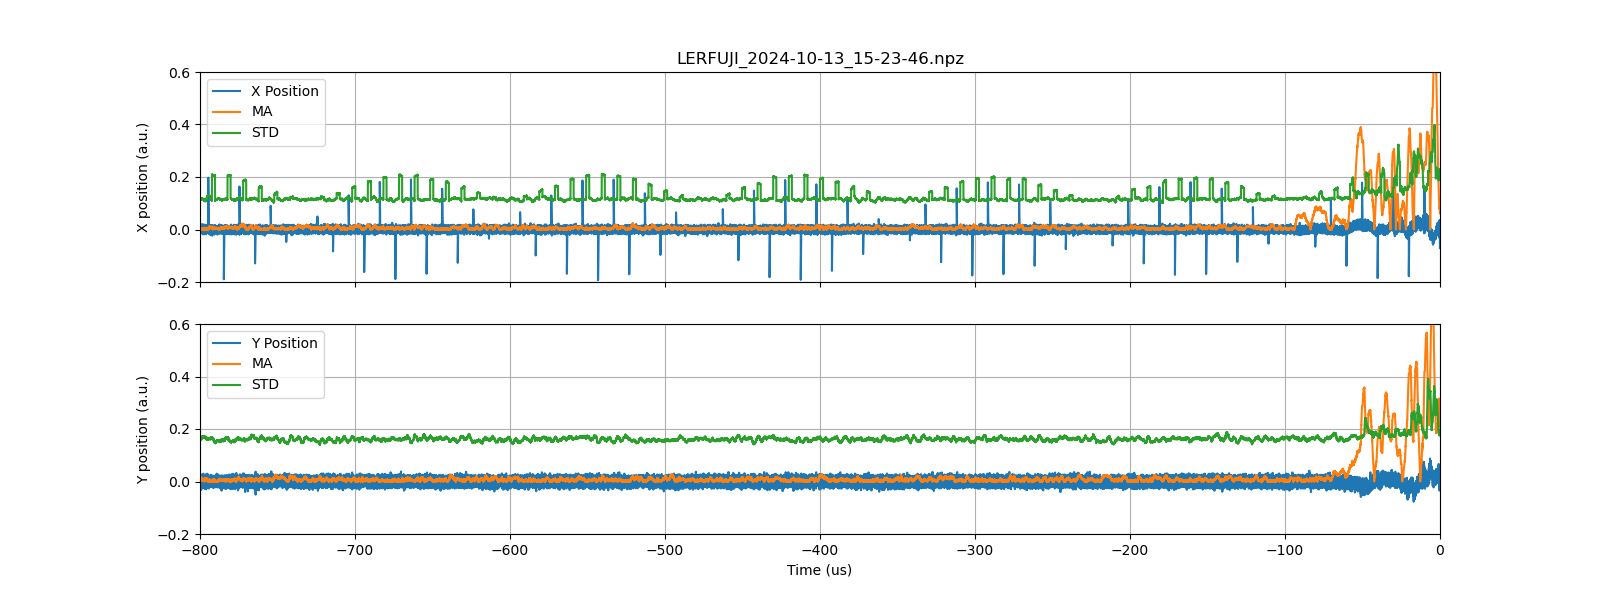 LERFUJI_2024-10-13_15-23-46.npz
X position (a.u.)
0.6
0.4
0.2
0.0
−0.2
X Position
MA
STD
Y position (a.u.)
0.6
0.4
0.2
0.0
−0.2
Y Position
MA
STD
−800 −700 −600 −500 −400 −300 −200 −100 0
Time (us)